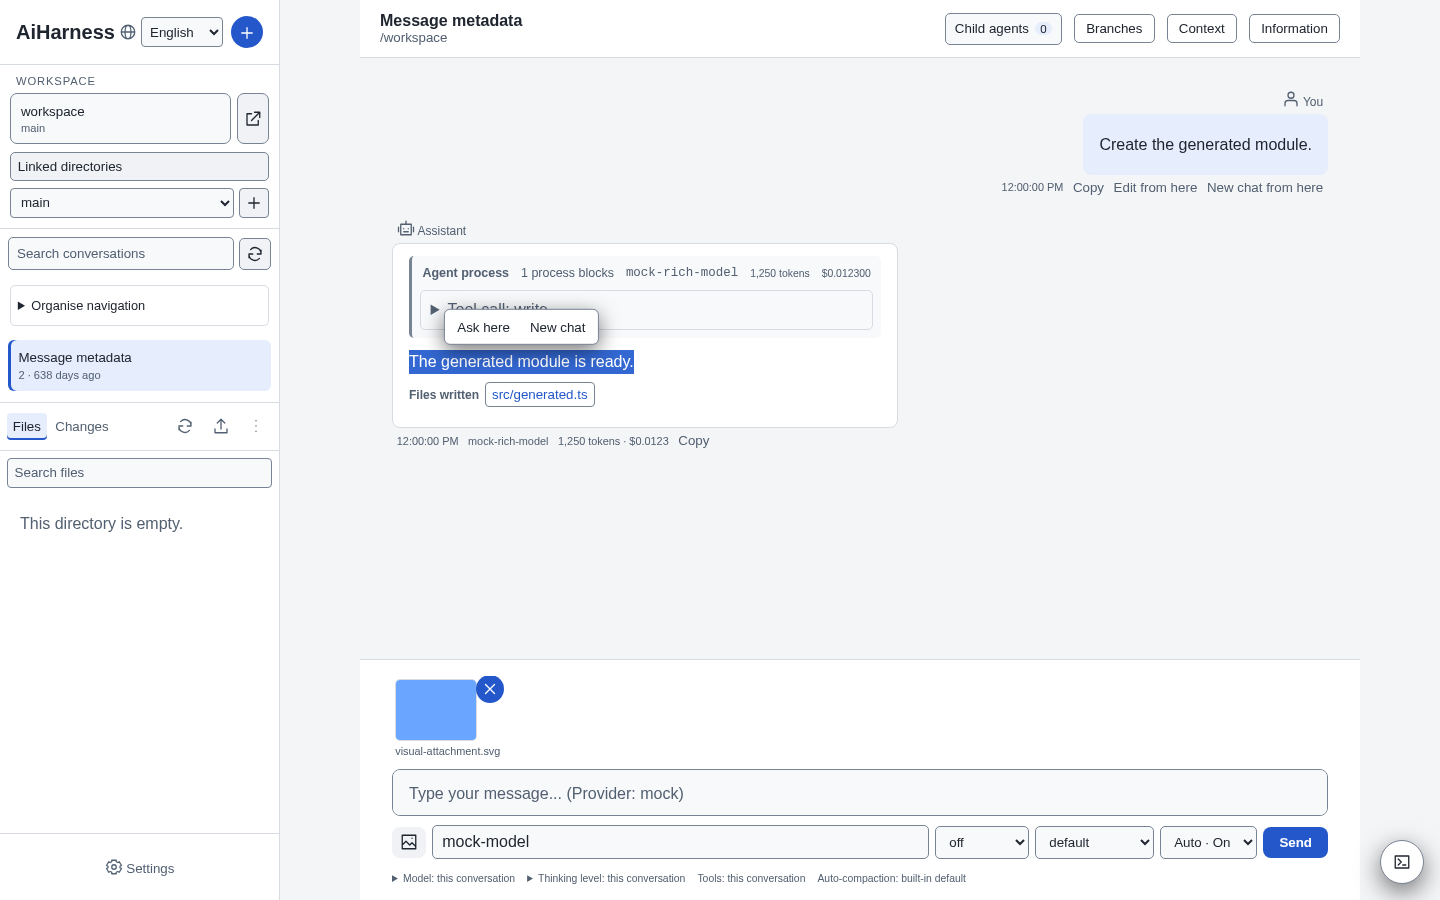 AiHarness
English
WORKSPACE
workspace
main
Linked directories
main
Search conversations
Organise navigation
Message metadata
2 · 638 days ago
Files
Changes
Search files
This directory is empty.
Settings
Message metadata
/workspace
Child agents 0
Branches
Context
Information
You
Create the generated module.
12:00:00 PM Copy Edit from here New chat from here
Assistant
Agent process 1 process blocks mock-rich-model 1,250 tokens $0.012300
Tool call: write
Ask here New chat
The generated module is ready.
Files written src/generated.ts
12:00:00 PM mock-rich-model 1,250 tokens · $0.0123 Copy
visual-attachment.svg
Type your message... (Provider: mock)
mock-model
off
default
Auto · On
Send
Model: this conversation Thinking level: this conversation Tools: this conversation Auto-compaction: built-in default